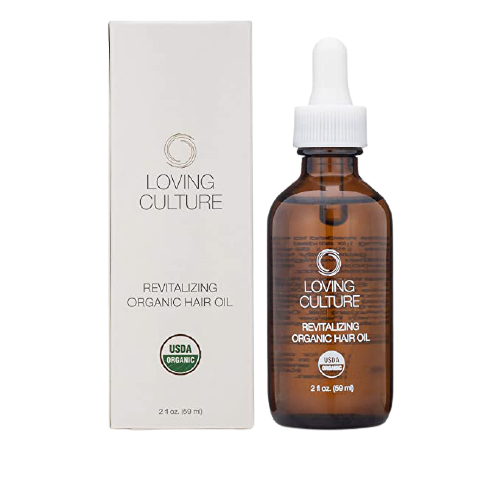 LOVING
CULTURE
REVITALIZING
ORGANIC HAIR OIL
USDA
ORGANIC
2 fl oz. (59 ml)
LOVING
CULTURE
REVITALIZING
ORGANIC HAIR OIL
USDA
ORGANIC
2 fl oz. (59 ml)